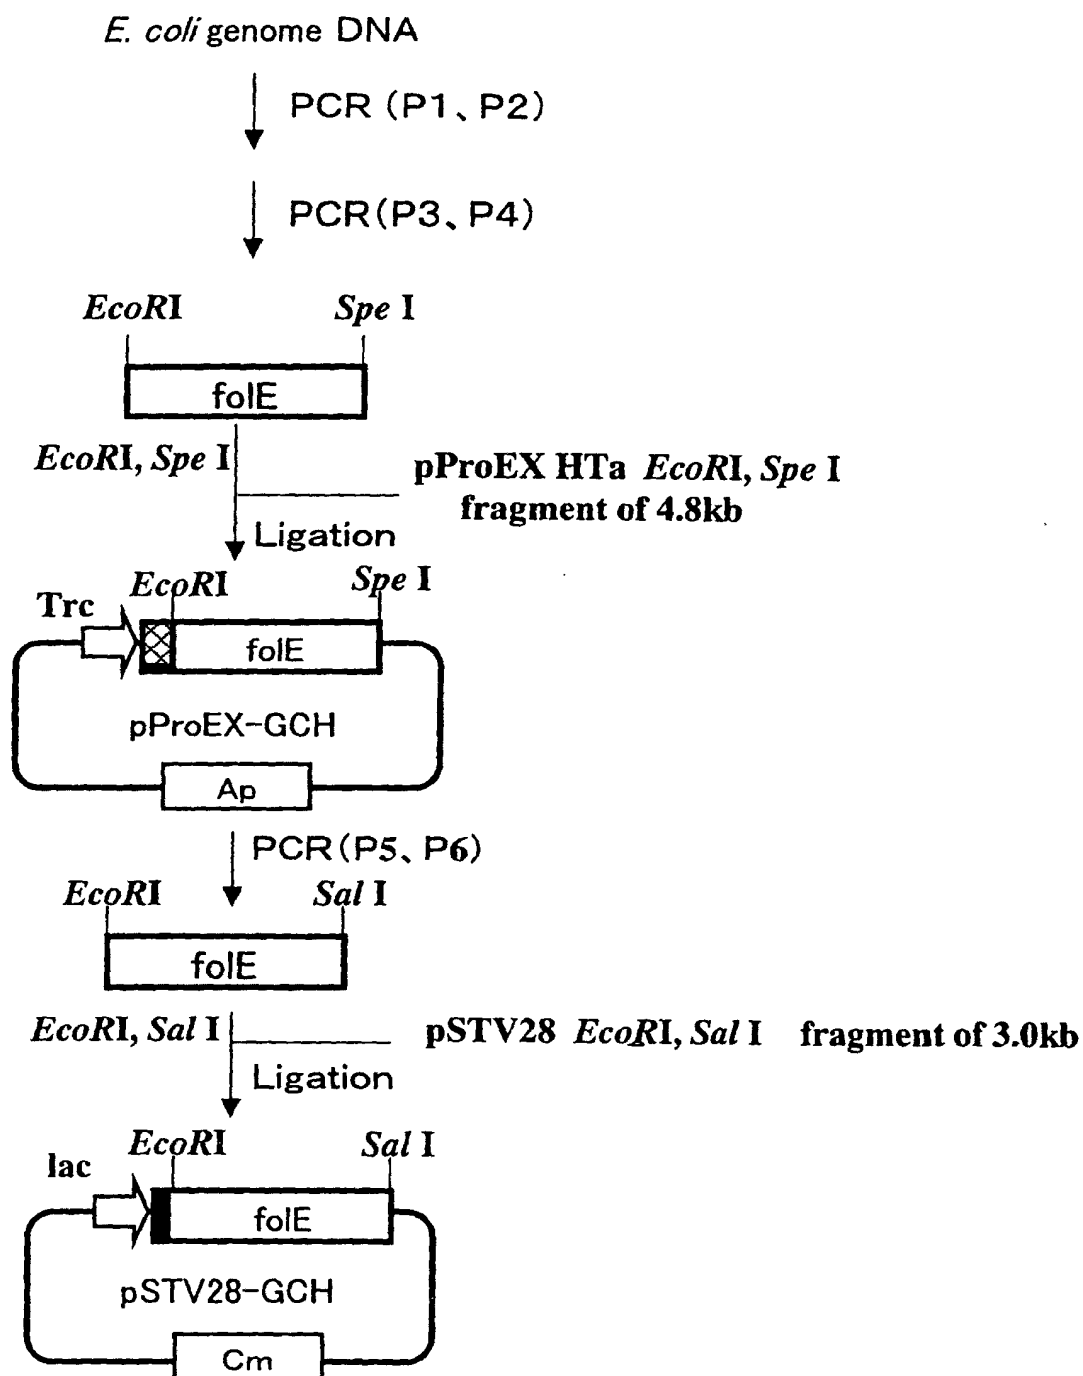 E. coli genome DNA
PCR (P1、P2)
PCR(P3、P4)
EcoRI Spe I
folE
EcoRI, Spe I
pProEX HTa EcoRI, Spe I
fragment of 4.8kb
Ligation
EcoRI Spe I
Trc
folE
pProEX-GCH
Ap
PCR(P5、P6)
EcoRI Sal I
folE
EcoRI, Sal I pSTV28 EcoRI, Sal I fragment of 3.0kb
Ligation
EcoRI Sal I
lac
folE
pSTV28-GCH
Cm